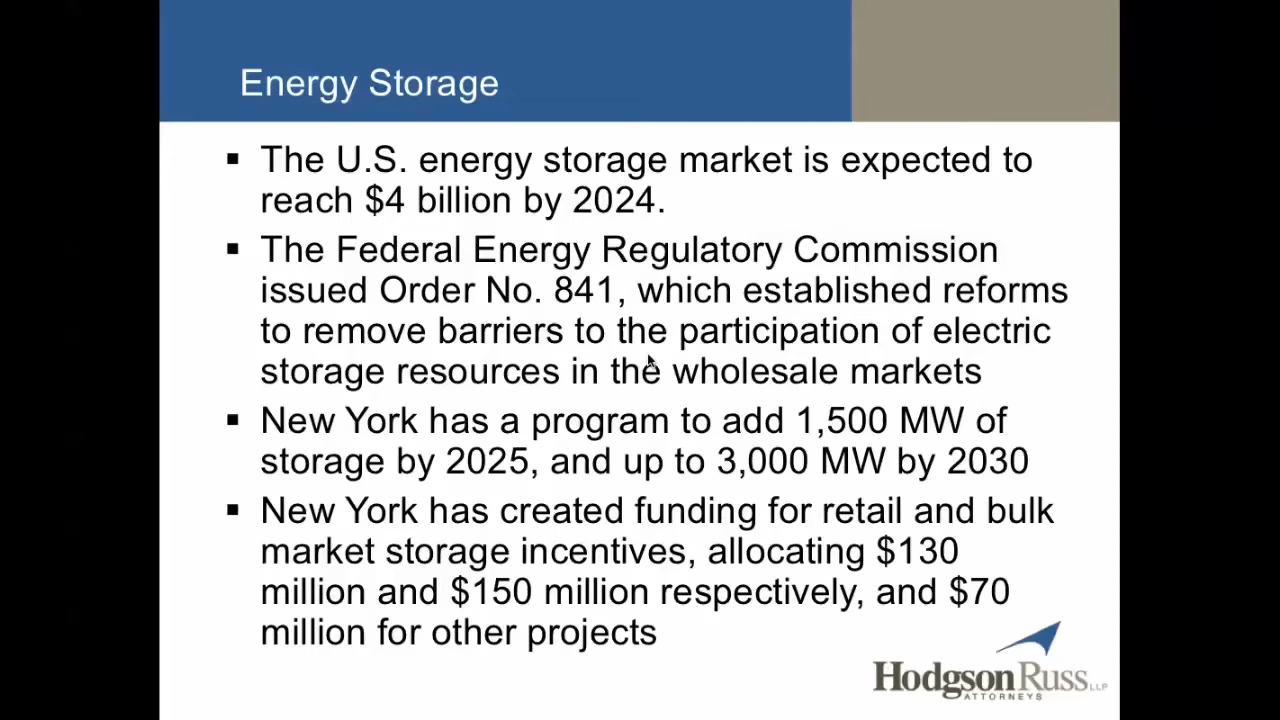 Energy Storage
▪ The U.S. energy storage market is expected to
reach $4 billion by 2024.
▪ The Federal Energy Regulatory Commission
issued Order No. 841, which established reforms
to remove barriers to the participation of electric
storage resources in the wholesale markets
▪ New York has a program to add 1,500 MW of
storage by 2025, and up to 3,000 MW by 2030
▪ New York has created funding for retail and bulk
market storage incentives, allocating $130
million and $150 million respectively, and $70
million for other projects
Hodgson Russ LLP
ATTORNEYS